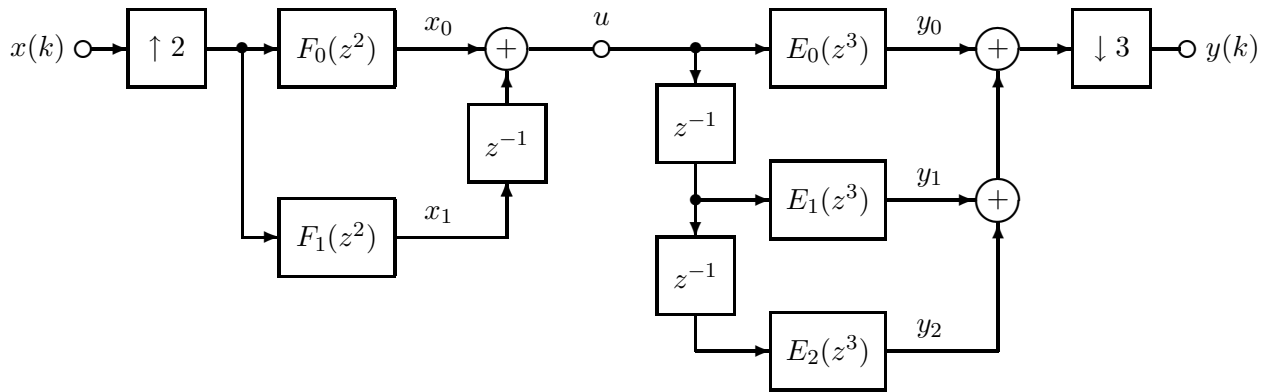 x(k)
↑ 2
F₀(z²)
x₀
+
u
E₀(z³)
y₀
+
↓ 3
y(k)
z⁻¹
z⁻¹
F₁(z²)
x₁
E₁(z³)
y₁
+
z⁻¹
E₂(z³)
y₂